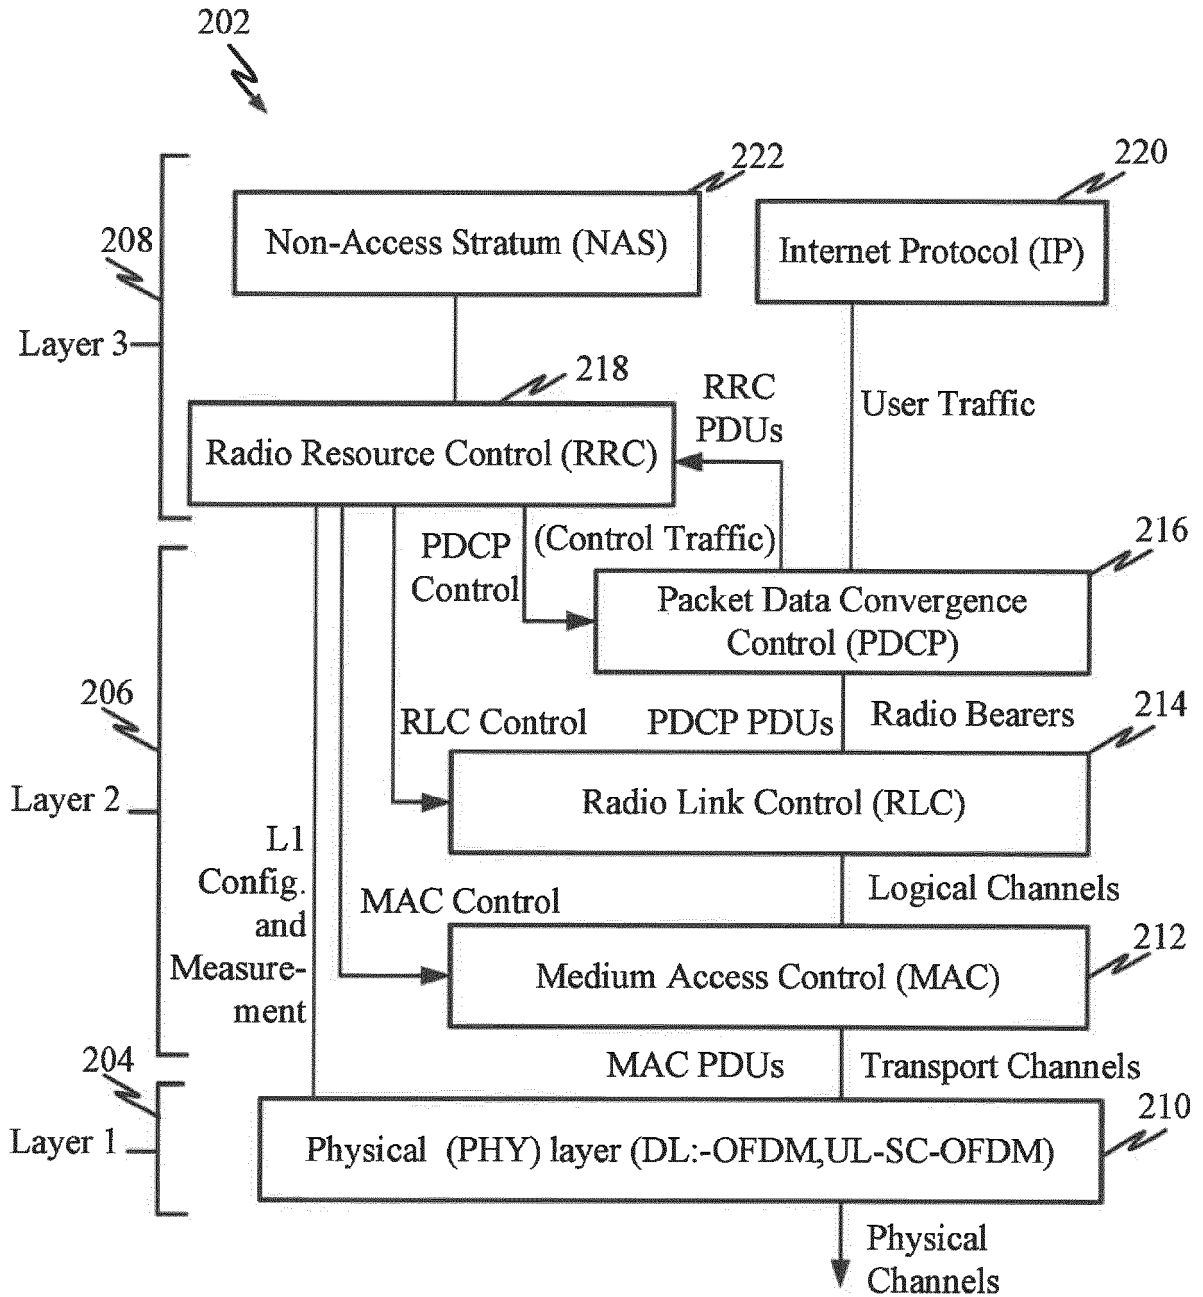 202
222
220
Non-Access Stratum (NAS)
Internet Protocol (IP)
208
Layer 3
218
RRC
PDUs
User Traffic
Radio Resource Control (RRC)
PDCP
Control
(Control Traffic)
216
Packet Data Convergence
Control (PDCP)
206
RLC Control
PDCP PDUs
Radio Bearers
214
Layer 2
Radio Link Control (RLC)
L1
Config.
and
Measure-
ment
MAC Control
Logical Channels
212
Medium Access Control (MAC)
204
MAC PDUs
Transport Channels
210
Layer 1
Physical (PHY) layer (DL:-OFDM,UL-SC-OFDM)
Physical
Channels